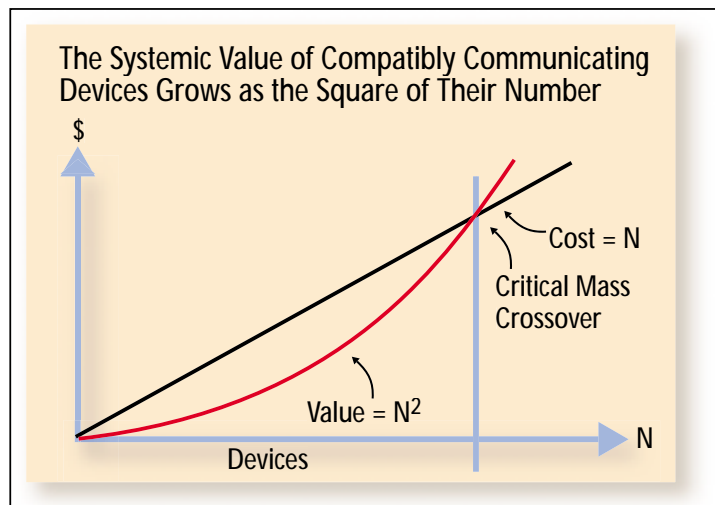 The Systemic Value of Compatibly Communicating
Devices Grows as the Square of Their Number
$
Cost = N
Critical Mass
Crossover
Value = N²
N
Devices